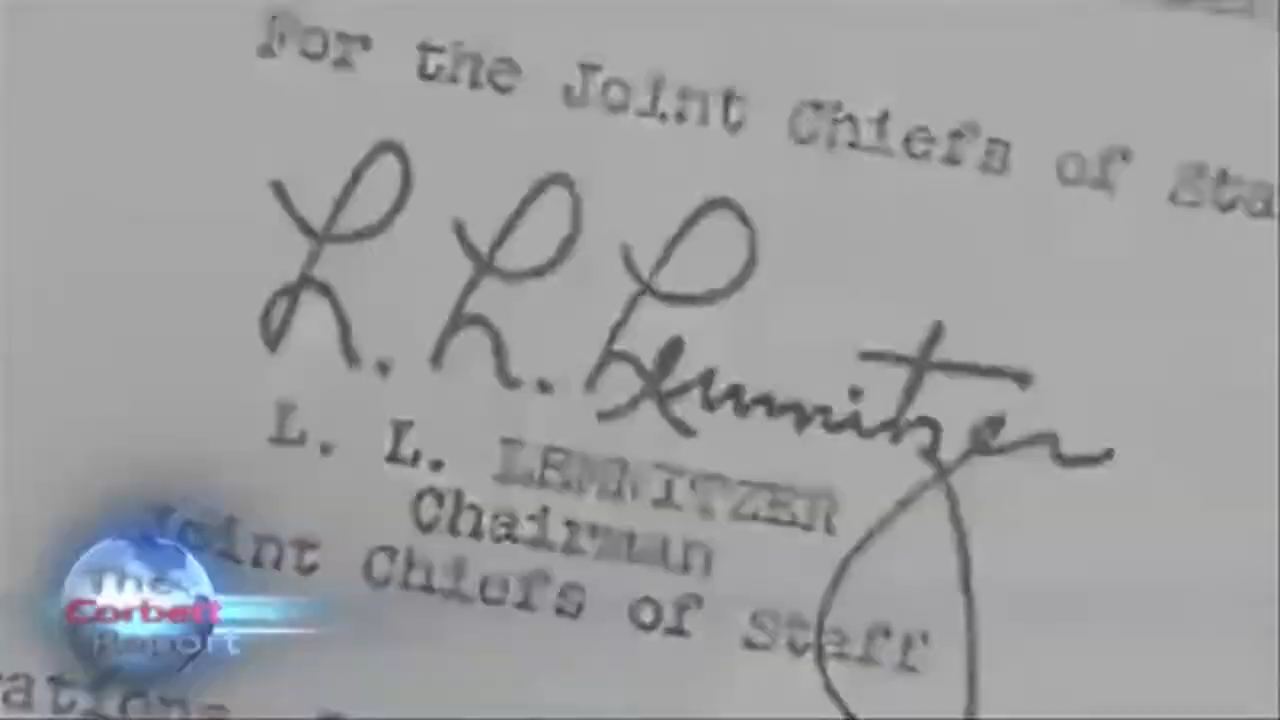 For the Joint Chiefs of Sta
L. L. Lemnitzer
L. L. LEMNITZER
Chairman
Joint Chiefs of Staff
The
Corbett
Report